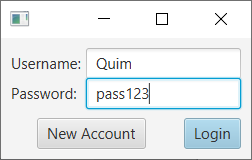 Username: Quim
Password: pass123
New Account Login